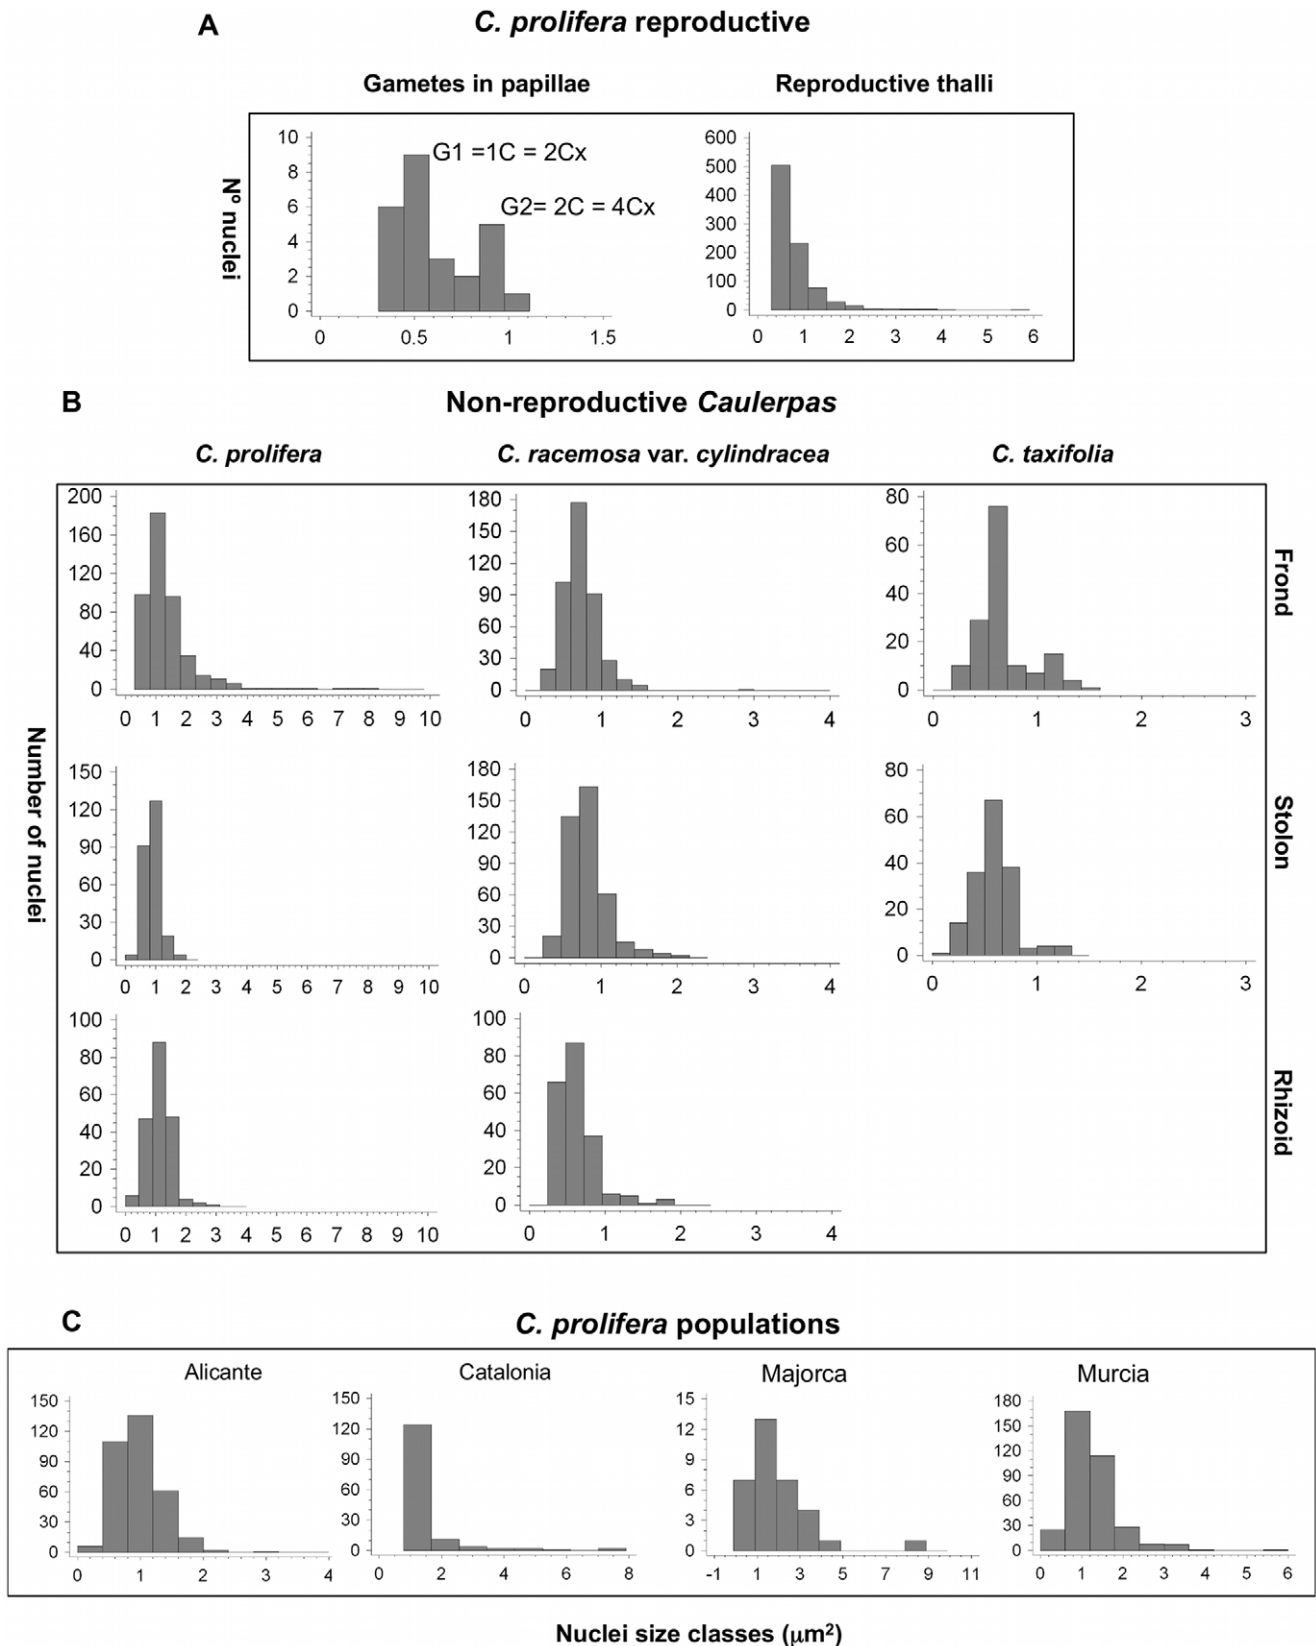 A
C. prolifera reproductive
Gametes in papillae
Reproductive thalli
Nº nuclei
10
8
6
4
2
0
G1 =1C = 2Cx
G2= 2C = 4Cx
0 0.5 1 1.5
600
500
400
300
200
100
0
0 1 2 3 4 5 6
B
Non-reproductive Caulerpas
C. prolifera
C. racemosa var. cylindracea
C. taxifolia
Number of nuclei
200
160
120
80
40
0
0 1 2 3 4 5 6 7 8 9 10
180
150
120
90
60
30
0
0 1 2 3 4
80
60
40
20
0
0 1 2 3
Frond
150
120
90
60
30
0
0 1 2 3 4 5 6 7 8 9 10
180
150
120
90
60
30
0
0 1 2 3 4
80
60
40
20
0
0 1 2 3
Stolon
100
80
60
40
20
0
0 1 2 3 4 5 6 7 8 9 10
100
80
60
40
20
0
0 1 2 3 4
Rhizoid
C
C. prolifera populations
Alicante
150
120
90
60
30
0
0 1 2 3 4
Catalonia
150
120
90
60
30
0
0 2 4 6 8
Majorca
15
12
9
6
3
0
-1 1 3 5 7 9 11
Murcia
180
150
120
90
60
30
0
0 1 2 3 4 5 6
Nuclei size classes (μm²)